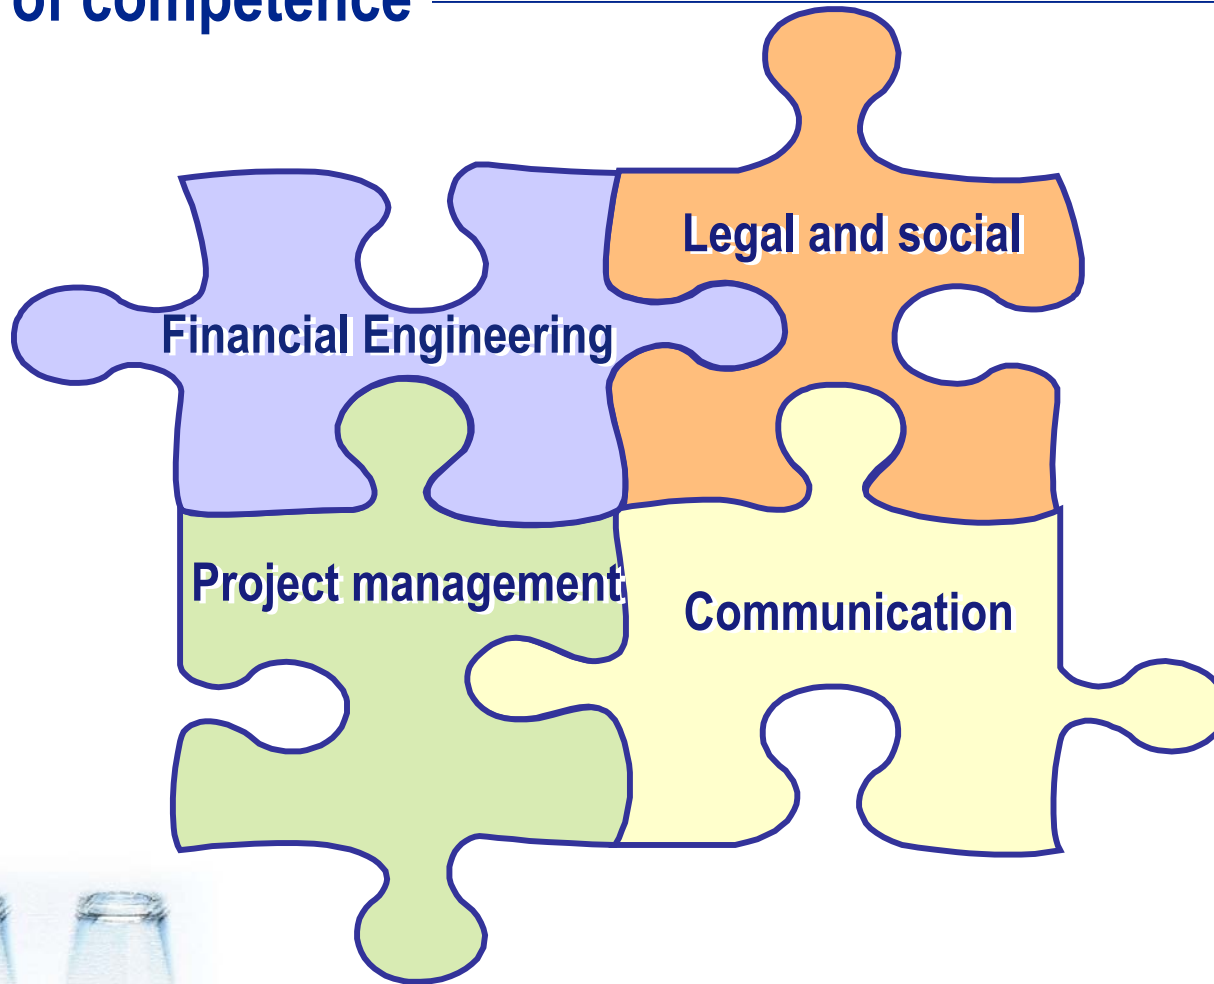 of competence
Legal and social
Financial Engineering
Project management
Communication